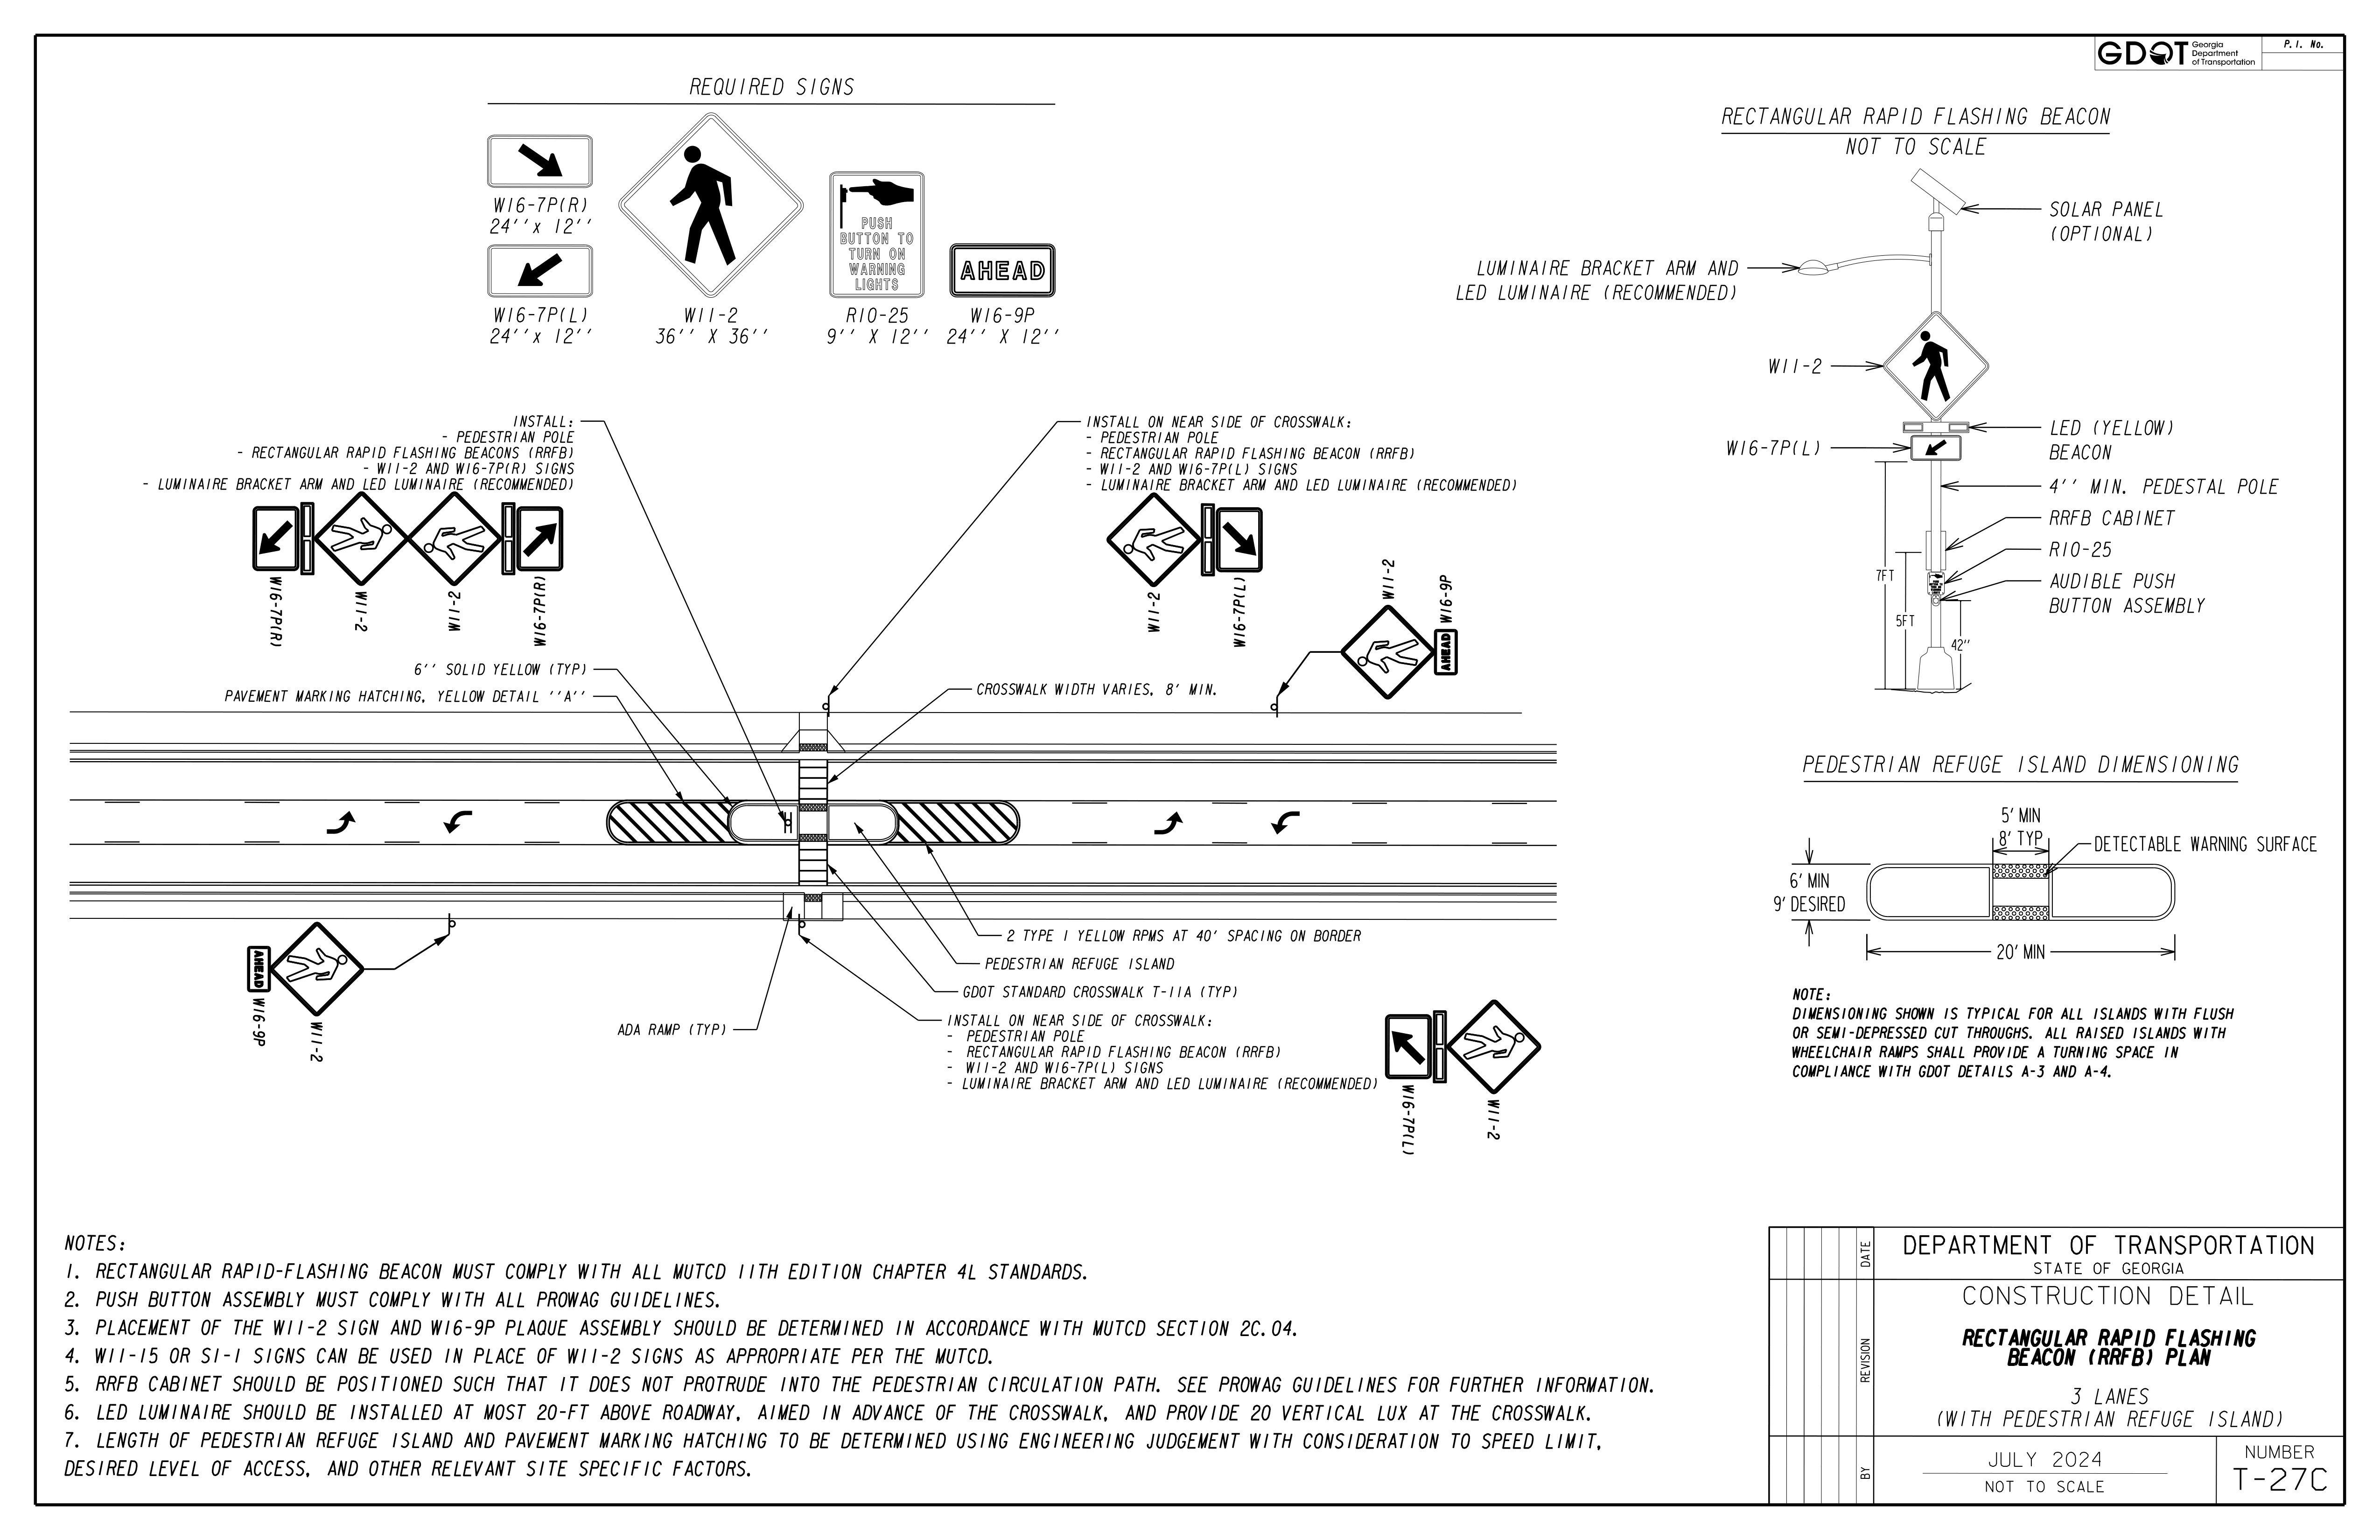 GDOT Georgia
Department
of Transportation
P.I. No.
REQUIRED SIGNS
W16-7P(R)
24''x 12''
W16-7P(L)
24''x 12''
W11-2
36'' X 36''
PUSH
BUTTON TO
TURN ON
WARNING
LIGHTS
R10-25
9'' X 12''
AHEAD
W16-9P
24'' X 12''
RECTANGULAR RAPID FLASHING BEACON
NOT TO SCALE
SOLAR PANEL
(OPTIONAL)
LUMINAIRE BRACKET ARM AND
LED LUMINAIRE (RECOMMENDED)
W11-2
LED (YELLOW)
BEACON
W16-7P(L)
4'' MIN. PEDESTAL POLE
RRFB CABINET
R10-25
AUDIBLE PUSH
BUTTON ASSEMBLY
7FT
5FT
42''
INSTALL:
- PEDESTRIAN POLE
- RECTANGULAR RAPID FLASHING BEACONS (RRFB)
- W11-2 AND W16-7P(R) SIGNS
- LUMINAIRE BRACKET ARM AND LED LUMINAIRE (RECOMMENDED)
W16-7P(R)
W11-2
W11-2
W16-7P(R)
INSTALL ON NEAR SIDE OF CROSSWALK:
- PEDESTRIAN POLE
- RECTANGULAR RAPID FLASHING BEACON (RRFB)
- W11-2 AND W16-7P(L) SIGNS
- LUMINAIRE BRACKET ARM AND LED LUMINAIRE (RECOMMENDED)
W11-2
W16-7P(L)
W11-2
W16-9P
AHEAD
6'' SOLID YELLOW (TYP)
PAVEMENT MARKING HATCHING, YELLOW DETAIL ''A''
CROSSWALK WIDTH VARIES, 8' MIN.
AHEAD
W16-9P
W11-2
2 TYPE 1 YELLOW RPMS AT 40' SPACING ON BORDER
PEDESTRIAN REFUGE ISLAND
GDOT STANDARD CROSSWALK T-11A (TYP)
ADA RAMP (TYP)
INSTALL ON NEAR SIDE OF CROSSWALK:
- PEDESTRIAN POLE
- RECTANGULAR RAPID FLASHING BEACON (RRFB)
- W11-2 AND W16-7P(L) SIGNS
- LUMINAIRE BRACKET ARM AND LED LUMINAIRE (RECOMMENDED)
W16-7P(L)
W11-2
PEDESTRIAN REFUGE ISLAND DIMENSIONING
5' MIN
8' TYP
DETECTABLE WARNING SURFACE
6' MIN
9' DESIRED
20' MIN
NOTE:
DIMENSIONING SHOWN IS TYPICAL FOR ALL ISLANDS WITH FLUSH
OR SEMI-DEPRESSED CUT THROUGHS. ALL RAISED ISLANDS WITH
WHEELCHAIR RAMPS SHALL PROVIDE A TURNING SPACE IN
COMPLIANCE WITH GDOT DETAILS A-3 AND A-4.
NOTES:
1. RECTANGULAR RAPID-FLASHING BEACON MUST COMPLY WITH ALL MUTCD 11TH EDITION CHAPTER 4L STANDARDS.
2. PUSH BUTTON ASSEMBLY MUST COMPLY WITH ALL PROWAG GUIDELINES.
3. PLACEMENT OF THE W11-2 SIGN AND W16-9P PLAQUE ASSEMBLY SHOULD BE DETERMINED IN ACCORDANCE WITH MUTCD SECTION 2C.04.
4. W11-15 OR S1-1 SIGNS CAN BE USED IN PLACE OF W11-2 SIGNS AS APPROPRIATE PER THE MUTCD.
5. RRFB CABINET SHOULD BE POSITIONED SUCH THAT IT DOES NOT PROTRUDE INTO THE PEDESTRIAN CIRCULATION PATH. SEE PROWAG GUIDELINES FOR FURTHER INFORMATION.
6. LED LUMINAIRE SHOULD BE INSTALLED AT MOST 20-FT ABOVE ROADWAY, AIMED IN ADVANCE OF THE CROSSWALK, AND PROVIDE 20 VERTICAL LUX AT THE CROSSWALK.
7. LENGTH OF PEDESTRIAN REFUGE ISLAND AND PAVEMENT MARKING HATCHING TO BE DETERMINED USING ENGINEERING JUDGEMENT WITH CONSIDERATION TO SPEED LIMIT,
DESIRED LEVEL OF ACCESS, AND OTHER RELEVANT SITE SPECIFIC FACTORS.
DATE
REVISION
BY
DEPARTMENT OF TRANSPORTATION
STATE OF GEORGIA
CONSTRUCTION DETAIL
RECTANGULAR RAPID FLASHING
BEACON (RRFB) PLAN
3 LANES
(WITH PEDESTRIAN REFUGE ISLAND)
JULY 2024
NOT TO SCALE
NUMBER
T-27C